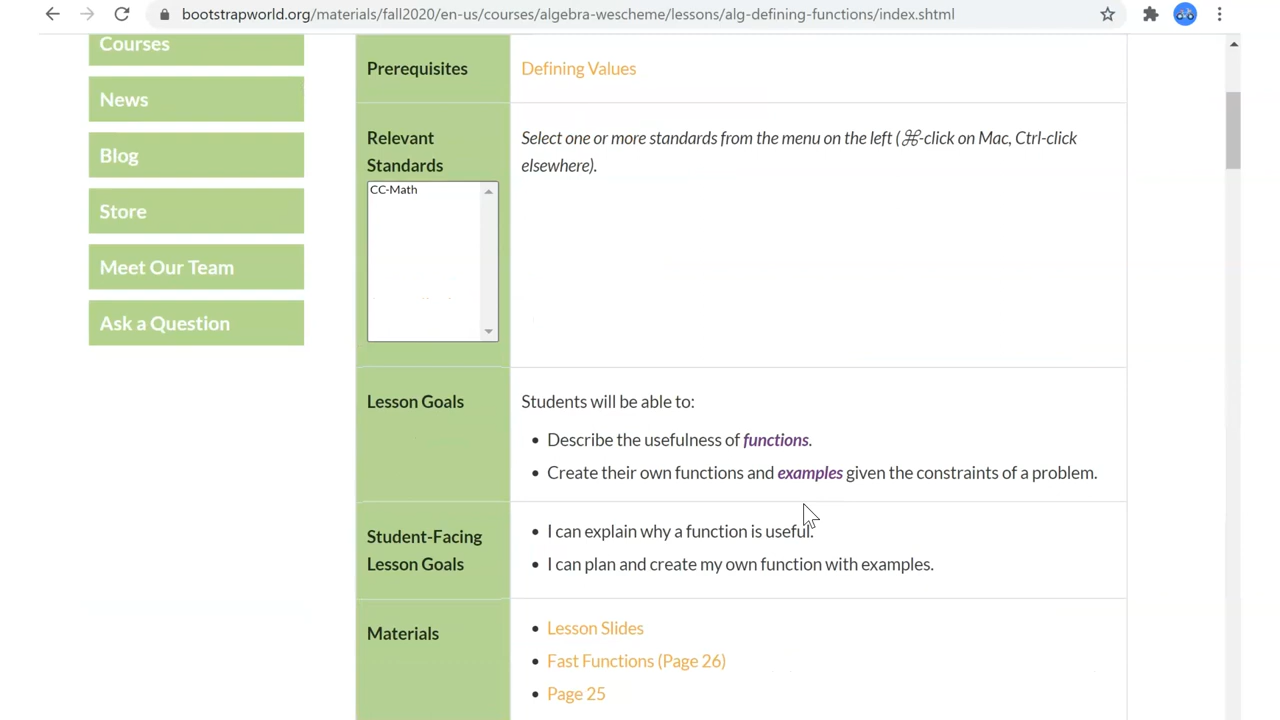 bootstrapworld.org/materials/fall2020/en-us/courses/algebra-wescheme/lessons/alg-defining-functions/index.shtml
Courses
News
Blog
Store
Meet Our Team
Ask a Question
Prerequisites
Defining Values
Relevant
Standards
CC-Math
Select one or more standards from the menu on the left (⌘-click on Mac, Ctrl-click
elsewhere).
Lesson Goals
Students will be able to:
• Describe the usefulness of functions.
• Create their own functions and examples given the constraints of a problem.
Student-Facing
Lesson Goals
• I can explain why a function is useful.
• I can plan and create my own function with examples.
Materials
• Lesson Slides
• Fast Functions (Page 26)
• Page 25